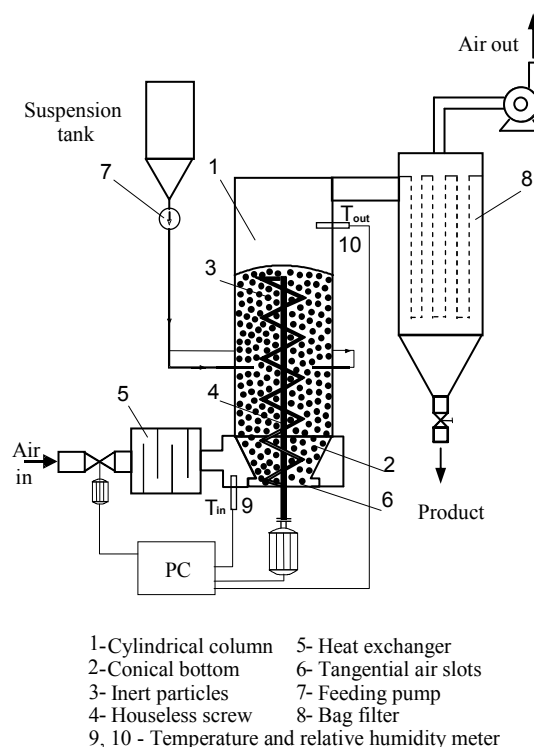 Air out
Suspension
tank
7
1
8
Tout
10
3
5
4
Air
in
2
Tin
9
6
Product
PC
1-Cylindrical column
2-Conical bottom
3- Inert particles
4- Houseless screw
5- Heat exchanger
6- Tangential air slots
7- Feeding pump
8- Bag filter
9, 10 - Temperature and relative humidity meter